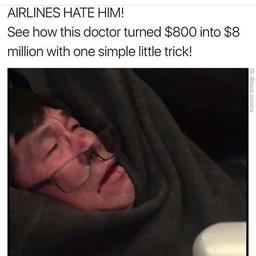 AIRLINES HATE HIM!
See how this doctor turned $800 into $8
million with one simple little trick!